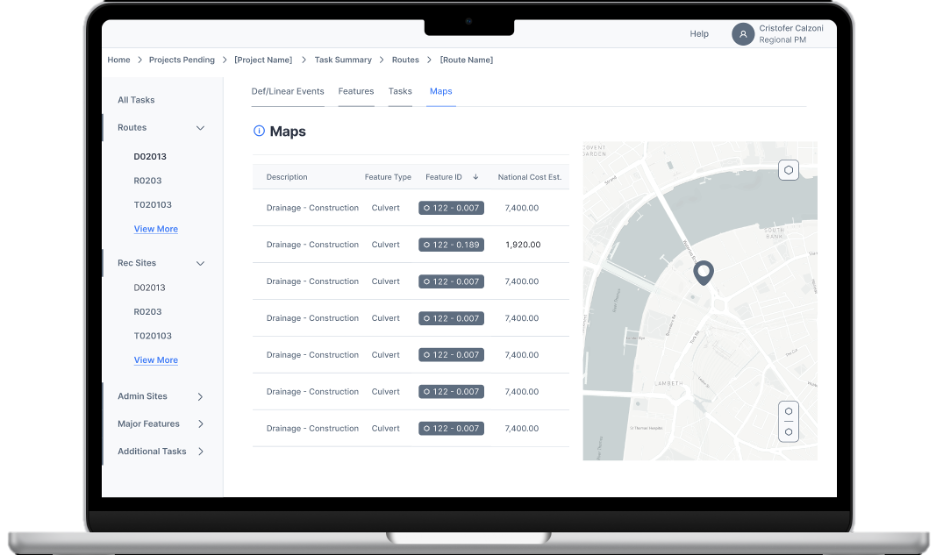 Help
A
Cristofer Calzoni
Regional PM
Home > Projects Pending > [Project Name] > Task Summary > Routes > [Route Name]
All Tasks
Routes
D02013
R0203
T020103
View More
Rec Sites
D02013
R0203
T020103
View More
Admin Sites
Major Features
Additional Tasks
Def/Linear Events Features Tasks Maps
Maps
Description Feature Type Feature ID ↓ National Cost Est.
Drainage - Construction Culvert 122 - 0.007 7,400.00
Drainage - Construction Culvert 122 - 0.189 1,920.00
Drainage - Construction Culvert 122 - 0.007 7,400.00
Drainage - Construction Culvert 122 - 0.007 7,400.00
Drainage - Construction Culvert 122 - 0.007 7,400.00
Drainage - Construction Culvert 122 - 0.007 7,400.00
Drainage - Construction Culvert 122 - 0.007 7,400.00
GARDEN
Strand
SOUTH
BANK
LAMBETH